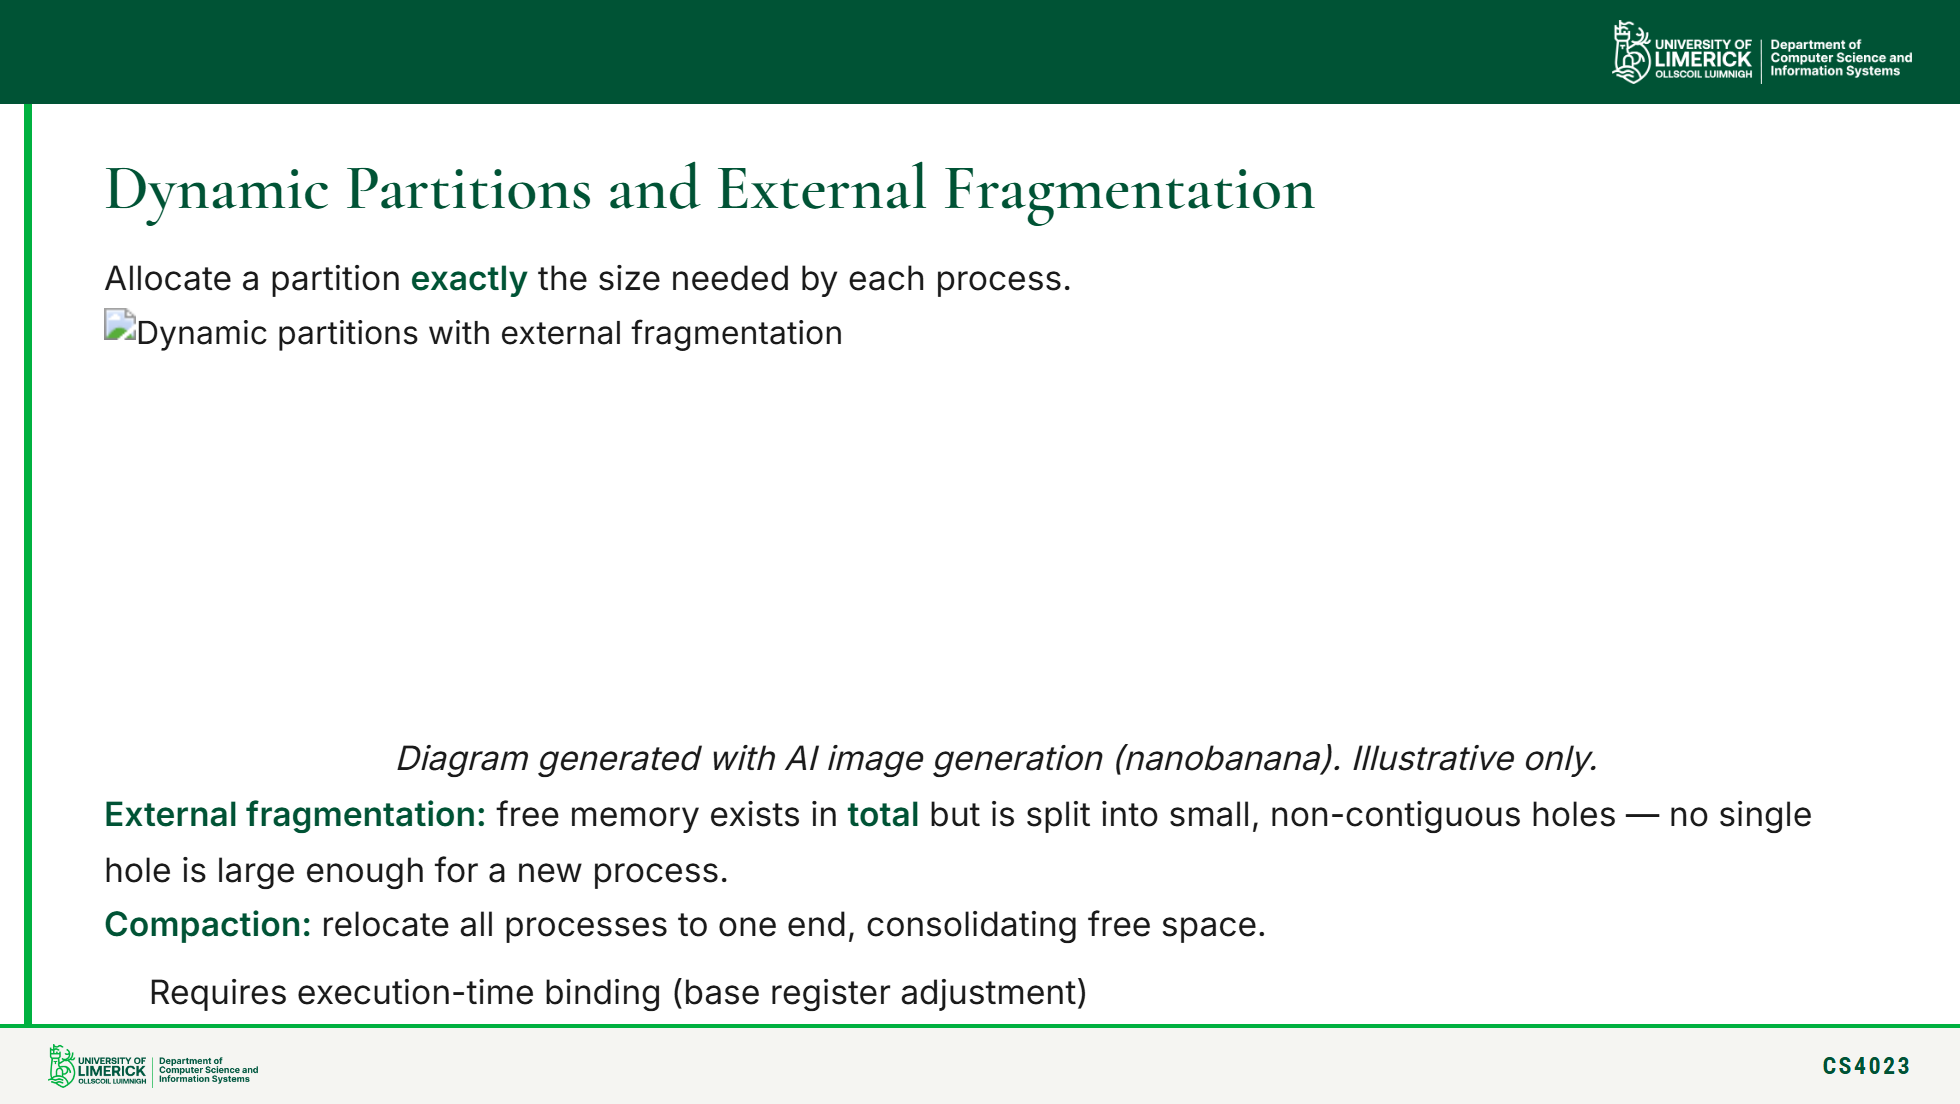 UNIVERSITY OF
LIMERICK
OLLSCOIL LUIMNIGH
Department of
Computer Science and
Information Systems
Dynamic Partitions and External Fragmentation
Allocate a partition exactly the size needed by each process.
Dynamic partitions with external fragmentation
Diagram generated with AI image generation (nanobanana). Illustrative only.
External fragmentation: free memory exists in total but is split into small, non-contiguous holes — no single
hole is large enough for a new process.
Compaction: relocate all processes to one end, consolidating free space.
Requires execution-time binding (base register adjustment)
UNIVERSITY OF
LIMERICK
OLLSCOIL LUIMNIGH
Department of
Computer Science and
Information Systems
CS4023